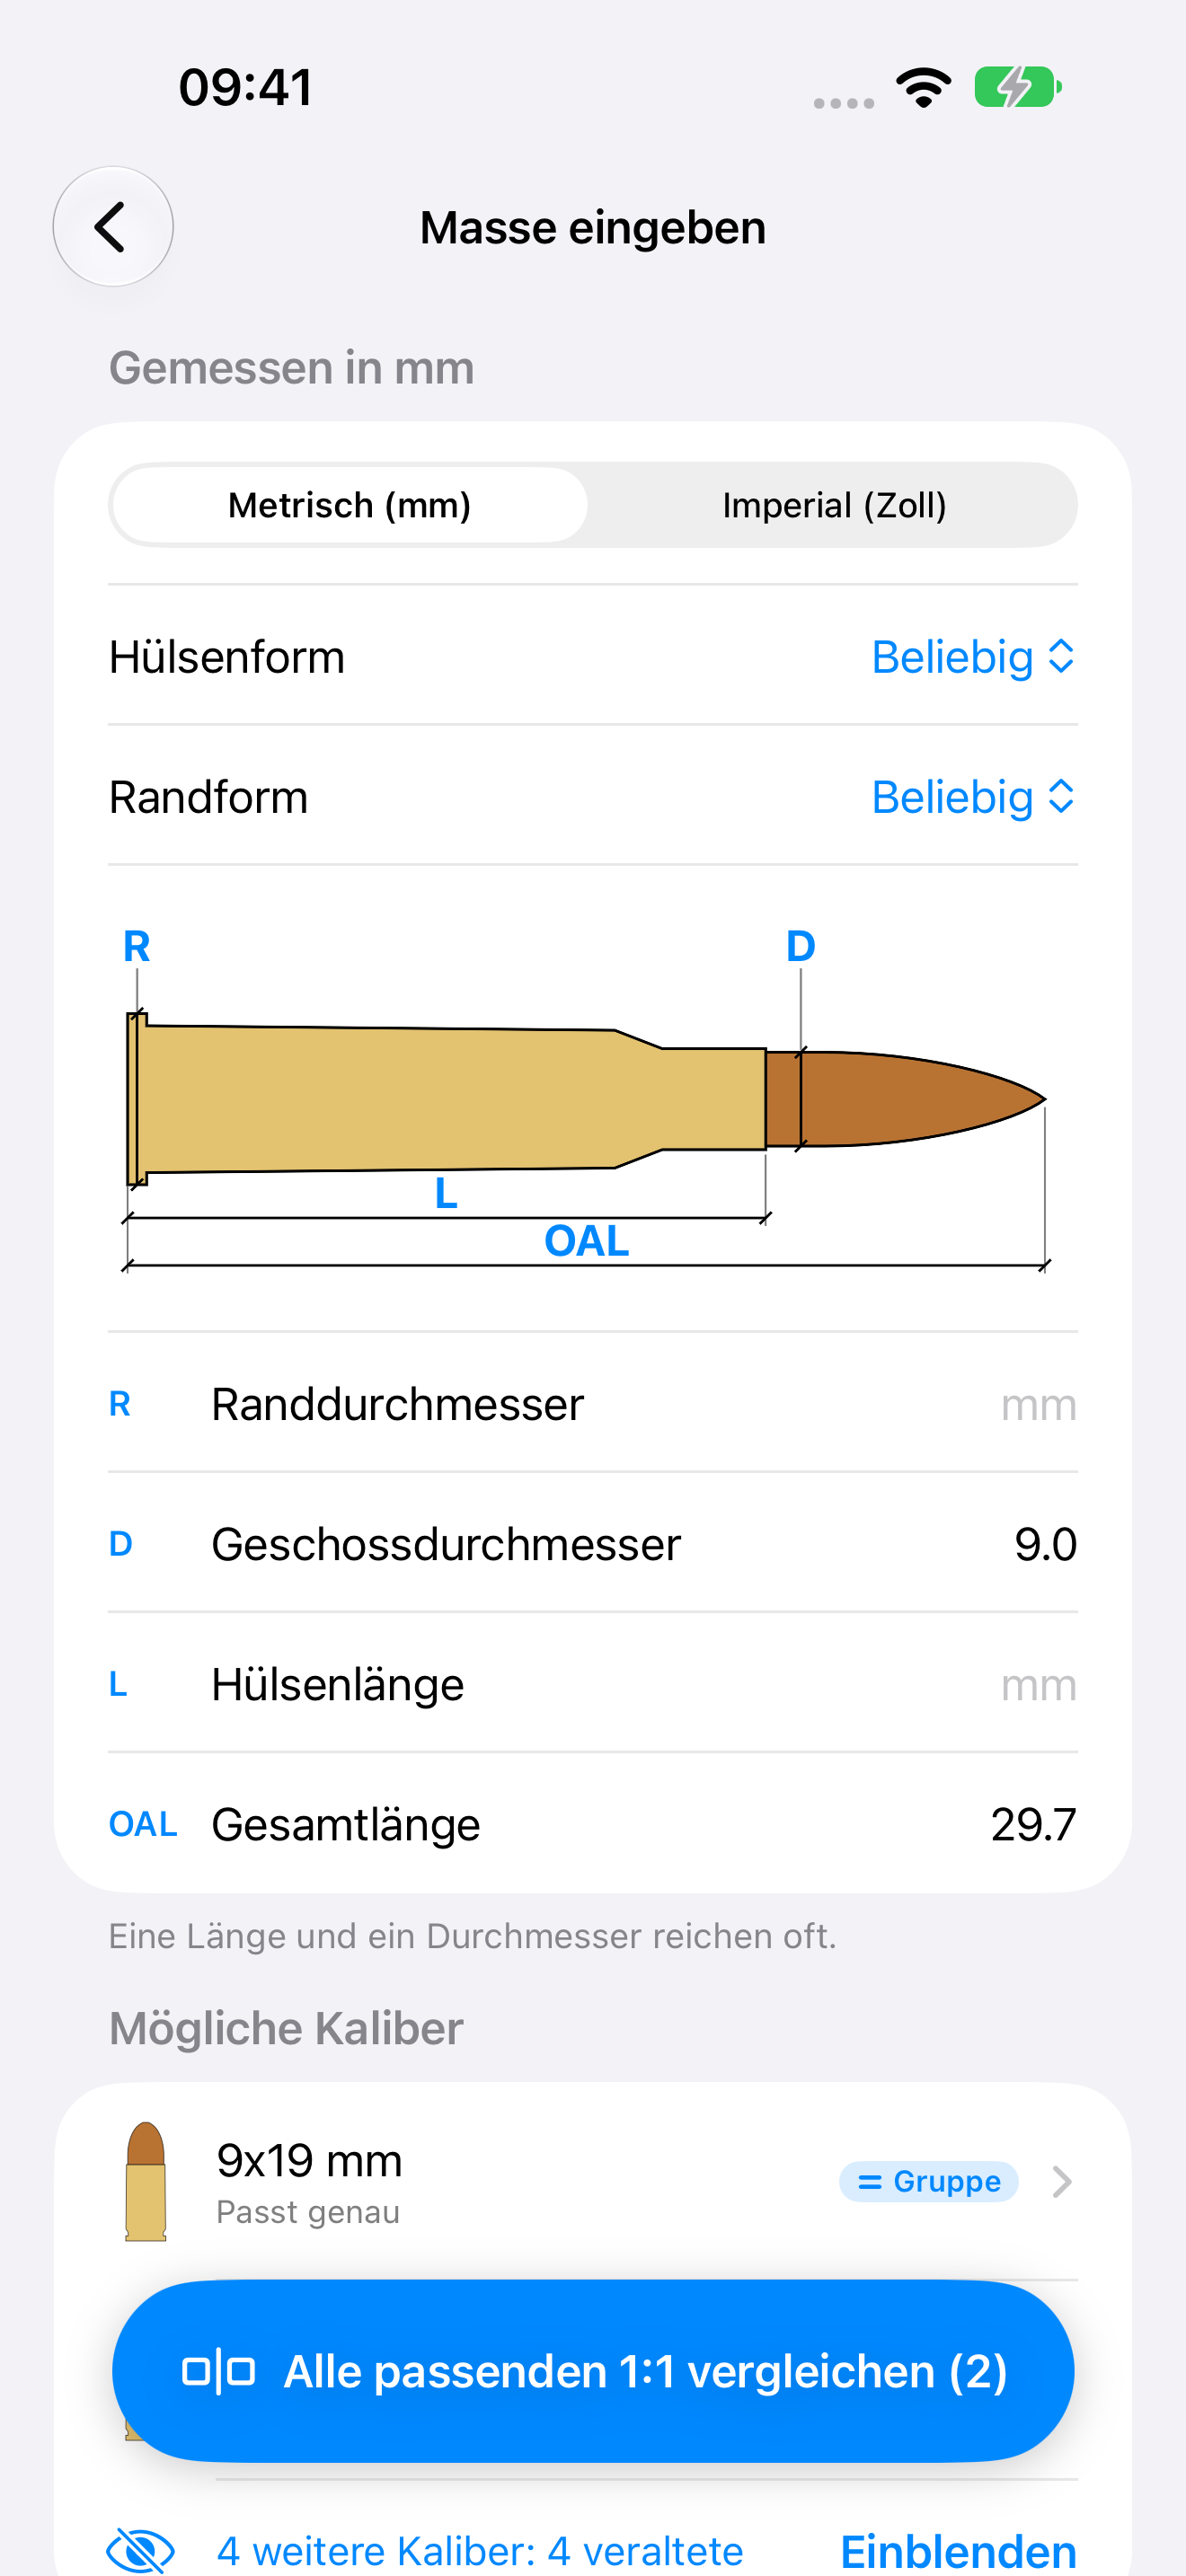 09:41
Masse eingeben
Gemessen in mm
Metrisch (mm)
Imperial (Zoll)
Hülsenform
Beliebig
Randform
Beliebig
R
D
L
OAL
R
Randdurchmesser
mm
D
Geschossdurchmesser
9.0
L
Hülsenlänge
mm
OAL
Gesamtlänge
29.7
Eine Länge und ein Durchmesser reichen oft.
Mögliche Kaliber
9x19 mm
Passt genau
= Gruppe
Alle passenden 1:1 vergleichen (2)
4 weitere Kaliber: 4 veraltete
Einblenden